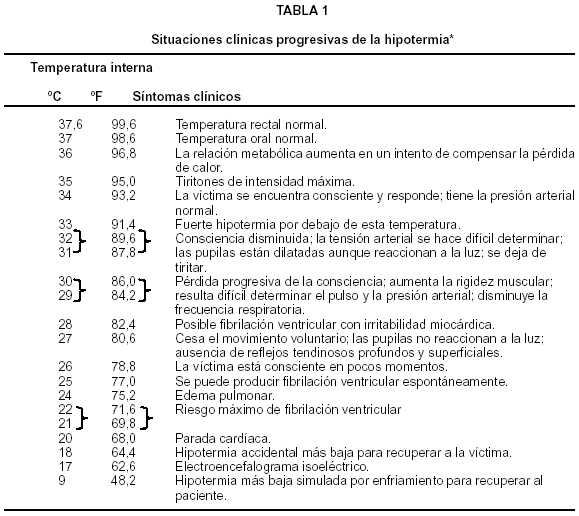 TABLA 1
Situaciones clínicas progresivas de la hipotermia*
Temperatura interna
ºC ºF Síntomas clínicos
37,6 99,6 Temperatura rectal normal.
37 98,6 Temperatura oral normal.
36 96,8 La relación metabólica aumenta en un intento de compensar la pérdida
de calor.
35 95,0 Tiritones de intensidad máxima.
34 93,2 La víctima se encuentra consciente y responde; tiene la presión arterial
normal.
33 91,4 Fuerte hipotermia por debajo de esta temperatura.
32 89,6 Consciencia disminuida; la tensión arterial se hace difícil determinar;
31 87,8 las pupilas están dilatadas aunque reaccionan a la luz; se deja de
tiritar.
30 86,0 Pérdida progresiva de la consciencia; aumenta la rigidez muscular;
29 84,2 resulta difícil determinar el pulso y la presión arterial; disminuye la
frecuencia respiratoria.
28 82,4 Posible fibrilación ventricular con irritabilidad miocárdica.
27 80,6 Cesa el movimiento voluntario; las pupilas no reaccionan a la luz;
ausencia de reflejos tendinosos profundos y superficiales.
26 78,8 La víctima está consciente en pocos momentos.
25 77,0 Se puede producir fibrilación ventricular espontáneamente.
24 75,2 Edema pulmonar.
22 71,6 Riesgo máximo de fibrilación ventricular
21 69,8
20 68,0 Parada cardíaca.
18 64,4 Hipotermia accidental más baja para recuperar a la víctima.
17 62,6 Electroencefalograma isoeléctrico.
9 48,2 Hipotermia más baja simulada por enfriamiento para recuperar al
paciente.